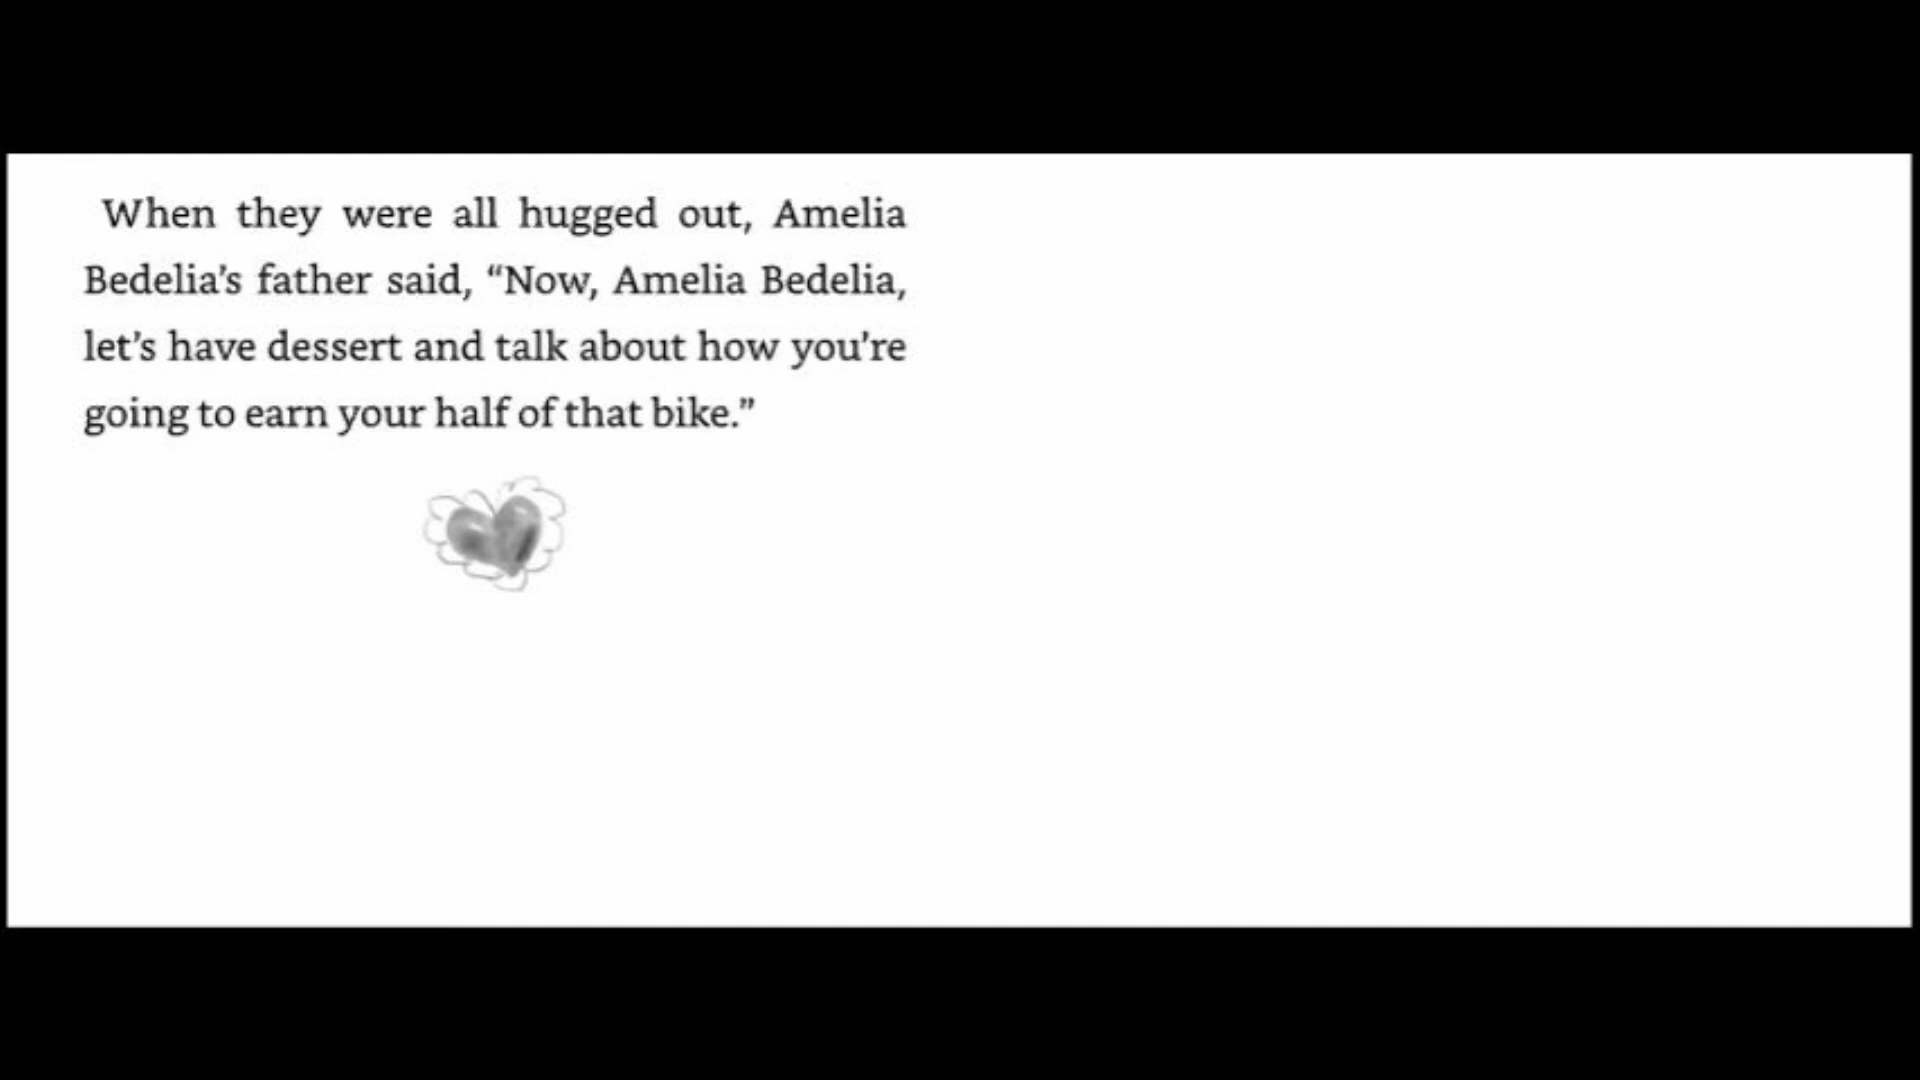 When they were all hugged out, Amelia
Bedelia’s father said, “Now, Amelia Bedelia,
let’s have dessert and talk about how you’re
going to earn your half of that bike.”